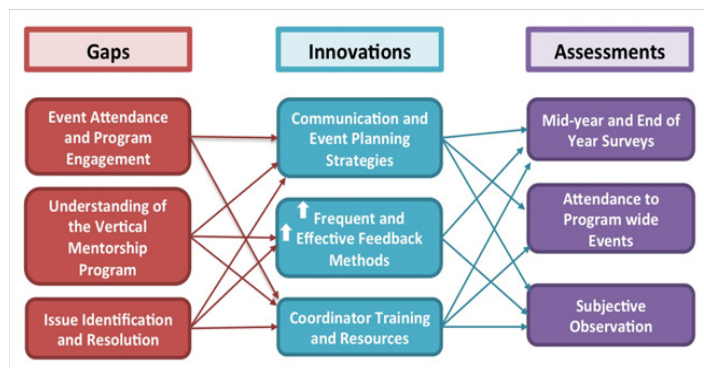 Gaps
Innovations
Assessments
Event Attendance
and Program
Engagement
Communication and
Event Planning
Strategies
Mid-year and End of
Year Surveys
Understanding of
the Vertical
Mentorship
Program
Frequent and
Effective Feedback
Methods
Attendance to
Program wide
Events
Issue Identification
and Resolution
Coordinator Training
and Resources
Subjective
Observation